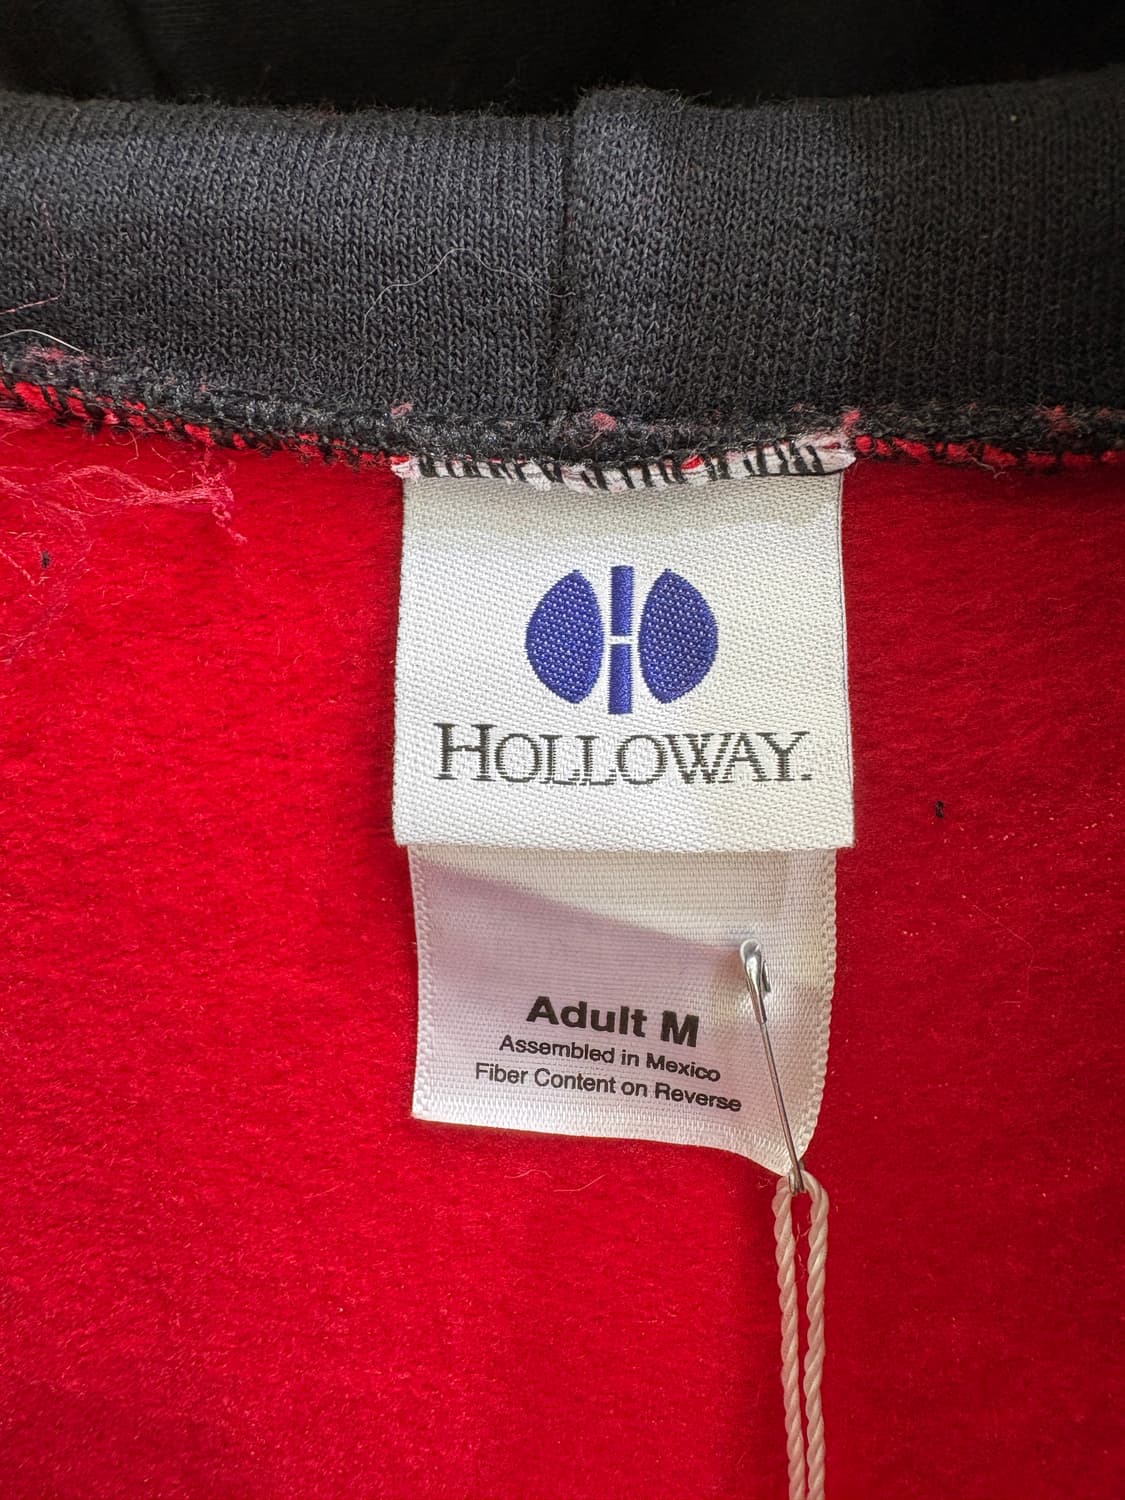 HOLLOWAY.
Adult M
Assembled in Mexico
Fiber Content on Reverse